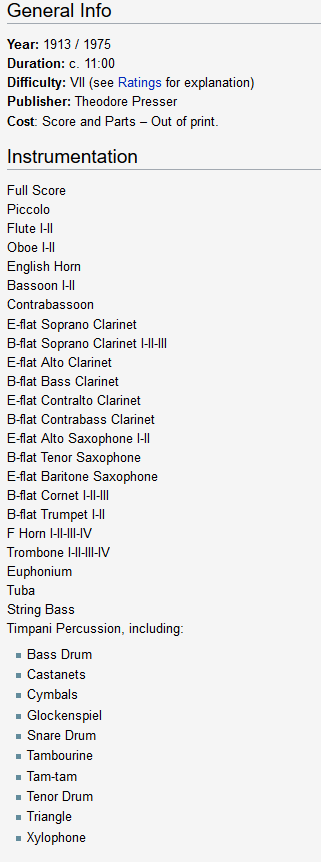 General Info
Year: 1913 / 1975
Duration: c. 11:00
Difficulty: VII (see Ratings for explanation)
Publisher: Theodore Presser
Cost: Score and Parts – Out of print.
Instrumentation
Full Score
Piccolo
Flute I-II
Oboe I-II
English Horn
Bassoon I-II
Contrabassoon
E-flat Soprano Clarinet
B-flat Soprano Clarinet I-II-III
E-flat Alto Clarinet
B-flat Bass Clarinet
E-flat Contralto Clarinet
B-flat Contrabass Clarinet
E-flat Alto Saxophone I-II
B-flat Tenor Saxophone
E-flat Baritone Saxophone
B-flat Cornet I-II-III
B-flat Trumpet I-II
F Horn I-II-III-IV
Trombone I-II-III-IV
Euphonium
Tuba
String Bass
Timpani Percussion, including:
Bass Drum
Castanets
Cymbals
Glockenspiel
Snare Drum
Tambourine
Tam-tam
Tenor Drum
Triangle
Xylophone